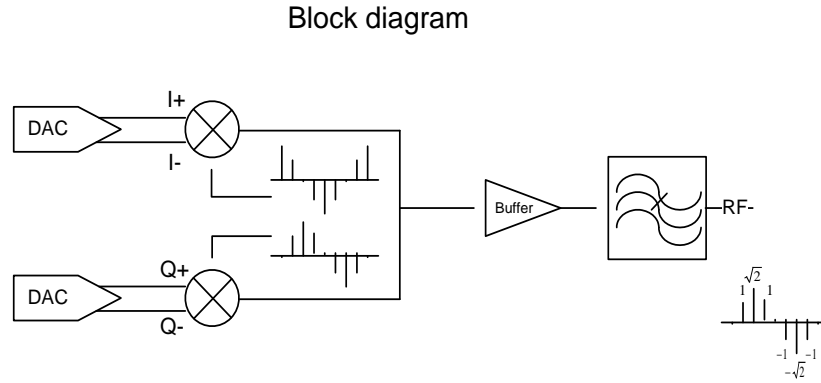 Block diagram
DAC
I+
I-
Buffer
RF-
DAC
Q+
Q-
1
√2
1
−1
−√2
−1